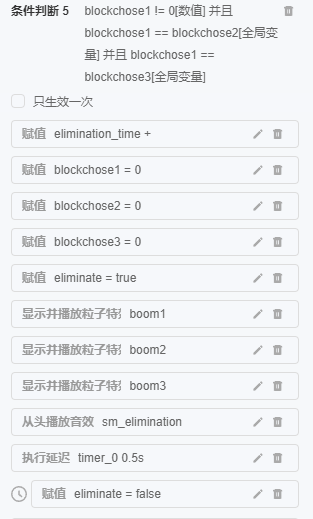 条件判断 5 blockchose1 != 0[数值] 并且
blockchose1 == blockchose2[全局变
量] 并且 blockchose1 ==
blockchose3[全局变量]
只生效一次
赋值 elimination_time +
赋值 blockchose1 = 0
赋值 blockchose2 = 0
赋值 blockchose3 = 0
赋值 eliminate = true
显示并播放粒子特 boom1
显示并播放粒子特 boom2
显示并播放粒子特 boom3
从头播放音效 sm_elimination
执行延迟 timer_0 0.5s
赋值 eliminate = false